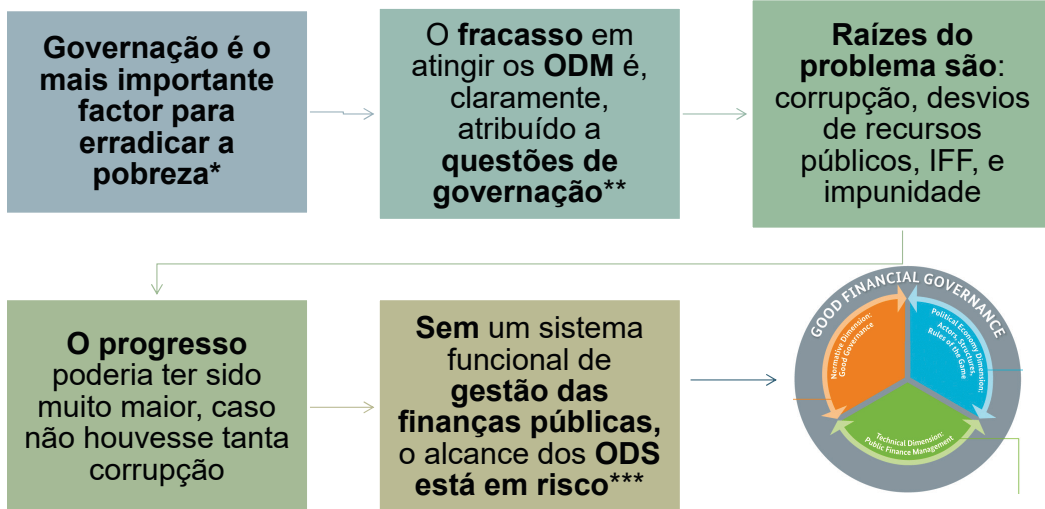 Governação é o
mais importante
factor para
erradicar a
pobreza*
O fracasso em
atingir os ODM é,
claramente,
atribuído a
questões de
governação**
Raízes do
problema são:
corrupção, desvios
de recursos
públicos, IFF, e
impunidade
O progresso
poderia ter sido
muito maior, caso
não houvesse tanta
corrupção
Sem um sistema
funcional de
gestão das
finanças públicas,
o alcance dos ODS
está em risco***
GOOD FINANCIAL GOVERNANCE
Normative Dimension:
Good Governance
Political Economy Dimension:
Actors, Structures,
Rules of the Game
Technical Dimension:
Public Finance Management